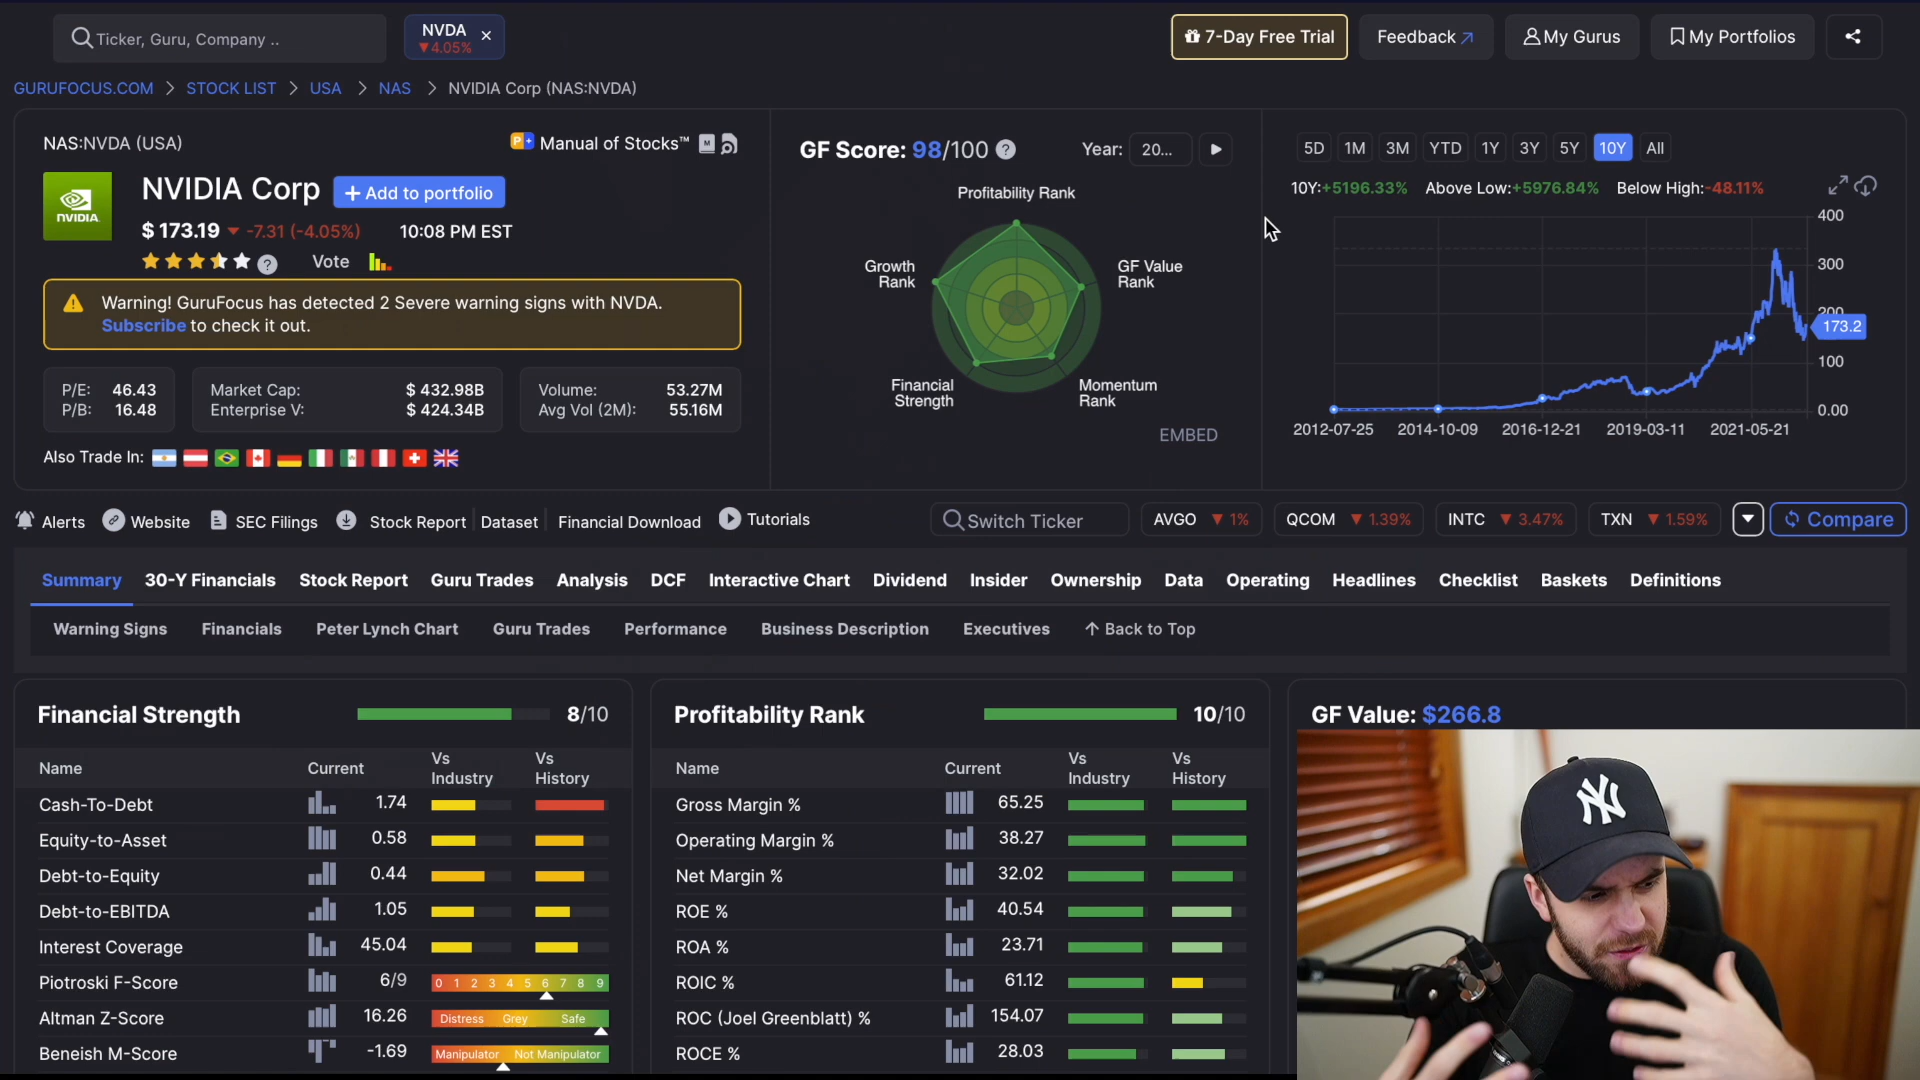 Ticker, Guru, Company ..
NVDA
▼4.05%
7-Day Free Trial
Feedback
My Gurus
My Portfolios
GURUFOCUS.COM > STOCK LIST > USA > NAS > NVIDIA Corp (NAS:NVDA)
NAS:NVDA (USA)
Manual of Stocks™
NVIDIA
NVIDIA Corp
+ Add to portfolio
$ 173.19 ▼ -7.31 (-4.05%) 10:08 PM EST
Vote
Warning! GuruFocus has detected 2 Severe warning signs with NVDA.
Subscribe to check it out.
P/E: 46.43
P/B: 16.48
Market Cap: $ 432.98B
Enterprise V: $ 424.34B
Volume: 53.27M
Avg Vol (2M): 55.16M
Also Trade In:
GF Score: 98/100
Year: 20...
Profitability Rank
GF Value Rank
Momentum Rank
Financial Strength
Growth Rank
EMBED
5D 1M 3M YTD 1Y 3Y 5Y 10Y All
10Y:+5196.33% Above Low:+5976.84% Below High:-48.11%
400
300
200
173.2
100
0.00
2012-07-25 2014-10-09 2016-12-21 2019-03-11 2021-05-21
Alerts Website SEC Filings Stock Report Dataset Financial Download Tutorials
Switch Ticker
AVGO ▼ 1%
QCOM ▼ 1.39%
INTC ▼ 3.47%
TXN ▼ 1.59%
Compare
Summary 30-Y Financials Stock Report Guru Trades Analysis DCF Interactive Chart Dividend Insider Ownership Data Operating Headlines Checklist Baskets Definitions
Warning Signs Financials Peter Lynch Chart Guru Trades Performance Business Description Executives ↑ Back to Top
Financial Strength 8/10
Name Current Vs Industry Vs History
Cash-To-Debt 1.74
Equity-to-Asset 0.58
Debt-to-Equity 0.44
Debt-to-EBITDA 1.05
Interest Coverage 45.04
Piotroski F-Score 6/9 0 1 2 3 4 5 6 7 8 9
Altman Z-Score 16.26 Distress Grey Safe
Beneish M-Score -1.69 Manipulator Not Manipulator
Profitability Rank 10/10
Name Current Vs Industry Vs History
Gross Margin % 65.25
Operating Margin % 38.27
Net Margin % 32.02
ROE % 40.54
ROA % 23.71
ROIC % 61.12
ROC (Joel Greenblatt) % 154.07
ROCE % 28.03
GF Value: $266.8
NY